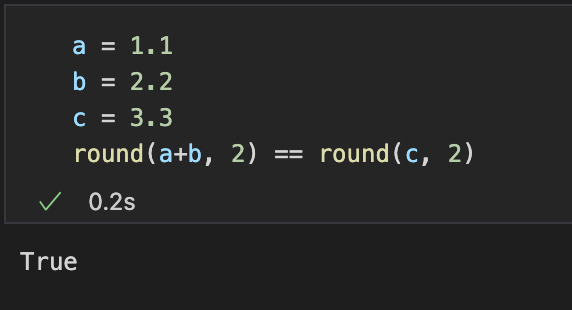 a = 1.1
b = 2.2
c = 3.3
round(a+b, 2) == round(c, 2)
✓ 0.2s
True